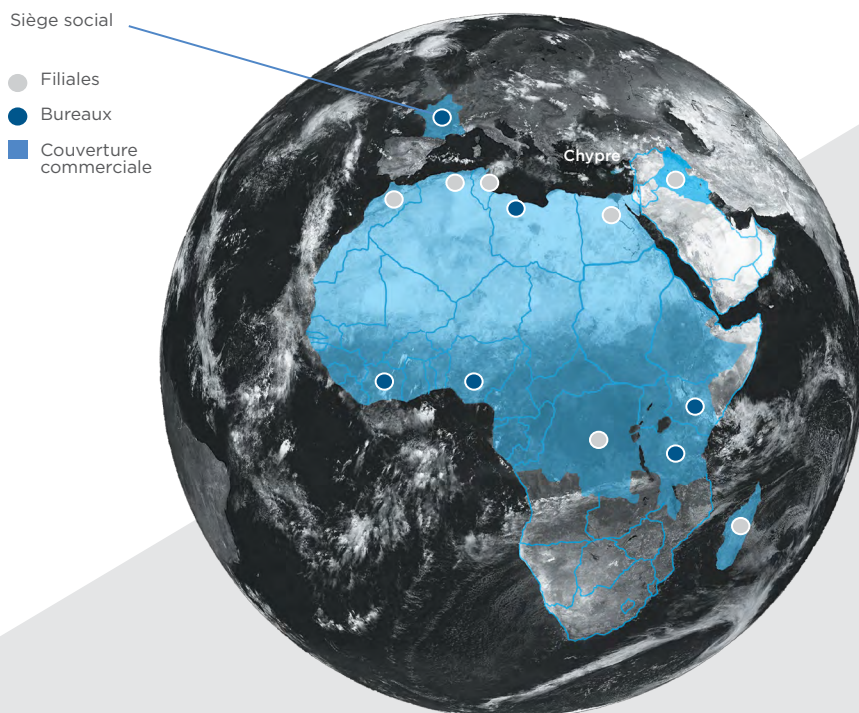 Siège social
Filiales
Bureaux
Couverture
commerciale
Chypre